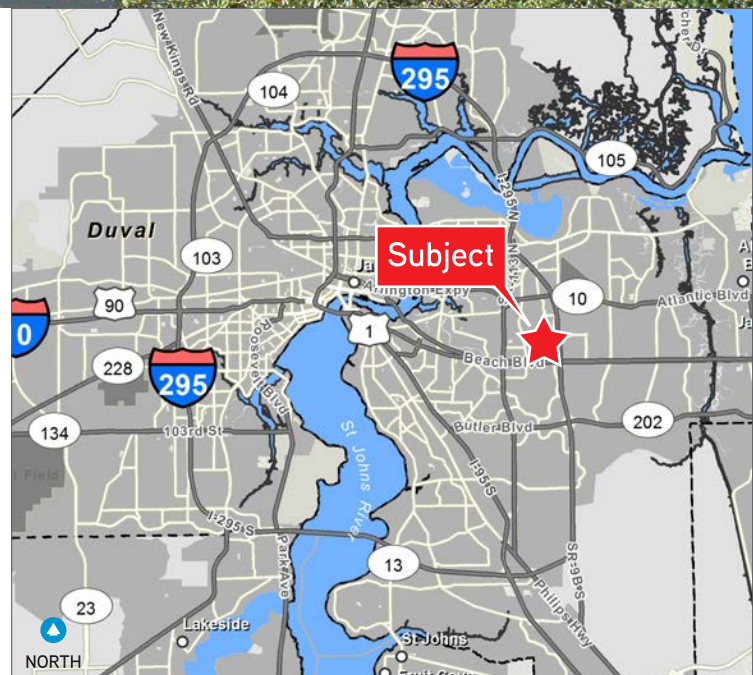 New Kings Rd
295
104
105
I-295 N
Duval
103
Subject
Arlington Expy
10
Atlantic Blvd
90
0
1
Roosevelt Blvd
Beach Blvd
228
295
St Johns River
Butler Blvd
202
134
103rd St
I-95 S
I-295 S
Park Ave
13
SR-9B S
Philips Hwy
23
Lakeside
St Johns
NORTH